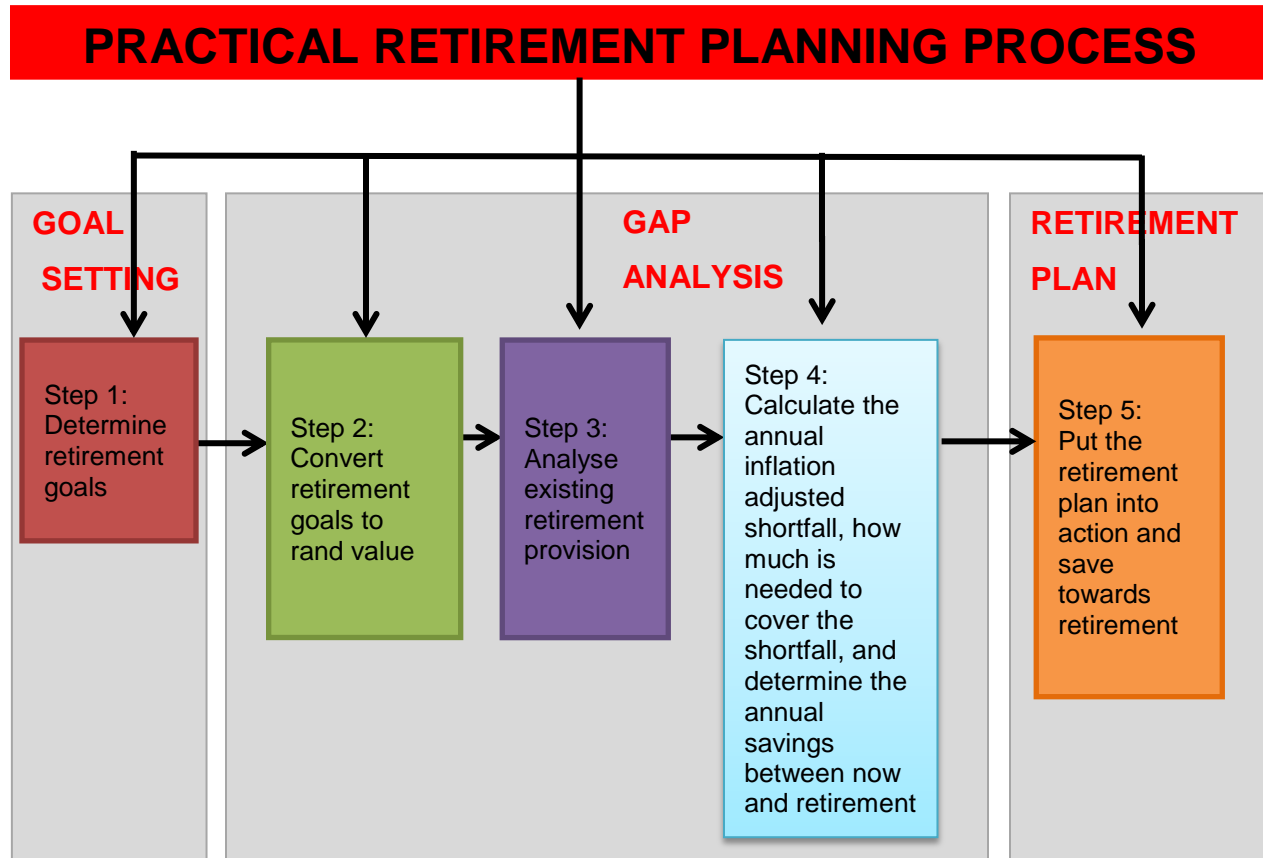 PRACTICAL RETIREMENT PLANNING PROCESS
GOAL
SETTING
GAP
ANALYSIS
RETIREMENT
PLAN
Step 1:
Determine
retirement
goals
Step 2:
Convert
retirement
goals to
rand value
Step 3:
Analyse
existing
retirement
provision
Step 4:
Calculate the
annual
inflation
adjusted
shortfall, how
much is
needed to
cover the
shortfall, and
determine the
annual
savings
between now
and retirement
Step 5:
Put the
retirement
plan into
action and
save
towards
retirement